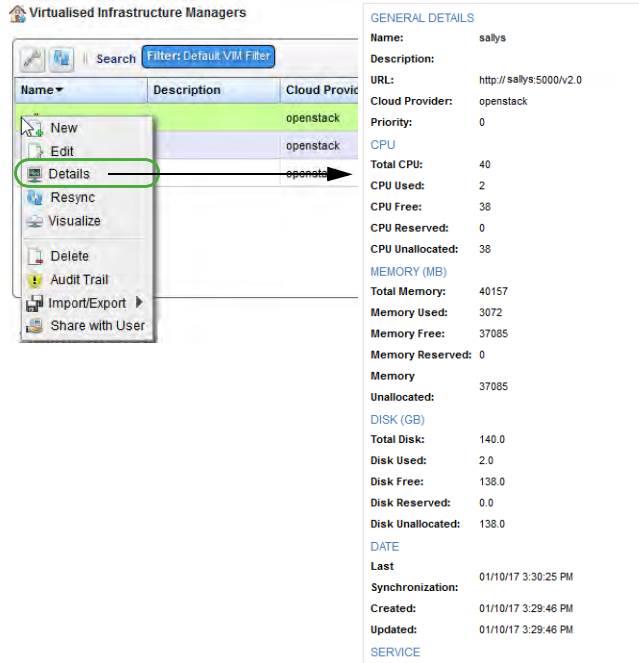 Virtualised Infrastructure Managers
Search Filter: Default VIM Filter
Name Description Cloud Provic
openstack
openstack
openstac
New
Edit
Details
Resync
Visualize
Delete
Audit Trail
Import/Export
Share with User
GENERAL DETAILS
Name: sallys
Description:
URL: http://sallys:5000/v2.0
Cloud Provider: openstack
Priority: 0
CPU
Total CPU: 40
CPU Used: 2
CPU Free: 38
CPU Reserved: 0
CPU Unallocated: 38
MEMORY (MB)
Total Memory: 40157
Memory Used: 3072
Memory Free: 37085
Memory Reserved: 0
Memory
Unallocated: 37085
DISK (GB)
Total Disk: 140.0
Disk Used: 2.0
Disk Free: 138.0
Disk Reserved: 0.0
Disk Unallocated: 138.0
DATE
Last
Synchronization: 01/10/17 3:30:25 PM
Created: 01/10/17 3:29:46 PM
Updated: 01/10/17 3:29:46 PM
SERVICE